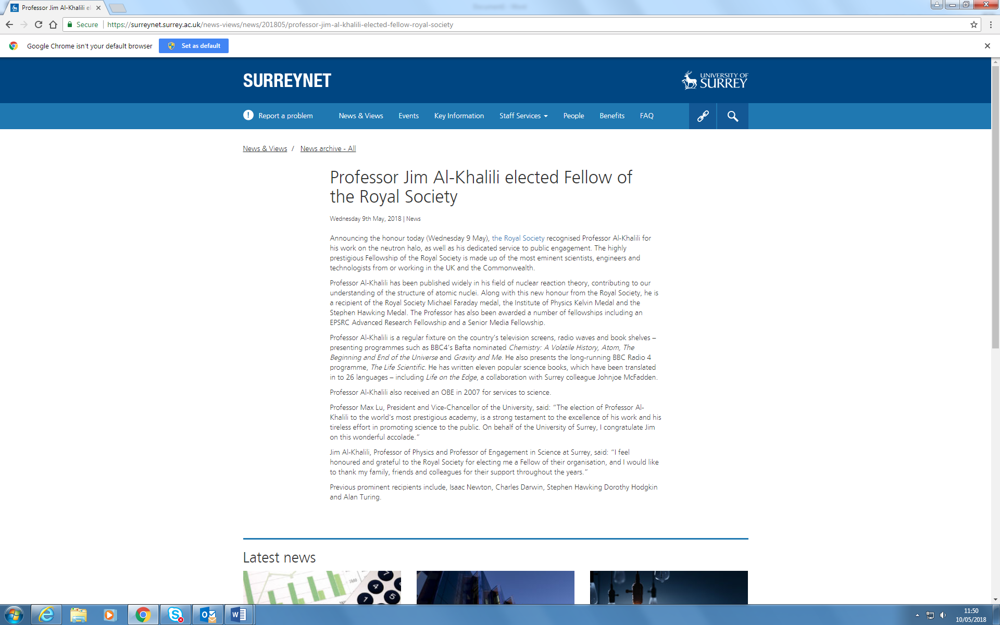 Professor Jim Al-Khalili el
Secure
https://surreynet.surrey.ac.uk/news-views/news/201805/professor-jim-al-khalili-elected-fellow-royal-society
Google Chrome isn't your default browser
Set as default
SURREYNET
UNIVERSITY OF
SURREY
Report a problem
News & Views
Events
Key Information
Staff Services
People
Benefits
FAQ
News & Views / News archive - All
Professor Jim Al-Khalili elected Fellow of
the Royal Society
Wednesday 9th May, 2018 | News
Announcing the honour today (Wednesday 9 May), the Royal Society recognised Professor Al-Khalili for
his work on the neutron halo, as well as his dedicated service to public engagement. The highly
prestigious Fellowship of the Royal Society is made up of the most eminent scientists, engineers and
technologists from or working in the UK and the Commonwealth.
Professor Al-Khalili has been published widely in his field of nuclear reaction theory, contributing to our
understanding of the structure of atomic nuclei. Along with this new honour from the Royal Society, he is
a recipient of the Royal Society Michael Faraday medal, the Institute of Physics Kelvin Medal and the
Stephen Hawking Medal. The Professor has also been awarded a number of fellowships including an
EPSRC Advanced Research Fellowship and a Senior Media Fellowship.
Professor Al-Khalili is a regular fixture on the country's television screens, radio waves and book shelves –
presenting programmes such as BBC4's Bafta nominated Chemistry: A Volatile History, Atom, The
Beginning and End of the Universe and Gravity and Me. He also presents the long-running BBC Radio 4
programme, The Life Scientific. He has written eleven popular science books, which have been translated
in to 26 languages – including Life on the Edge, a collaboration with Surrey colleague Johnjoe McFadden.
Professor Al-Khalili also received an OBE in 2007 for services to science.
Professor Max Lu, President and Vice-Chancellor of the University, said: “The election of Professor Al-
Khalili to the world's most prestigious academy, is a strong testament to the excellence of his work and his
tireless effort in promoting science to the public. On behalf of the University of Surrey, I congratulate Jim
on this wonderful accolade.”
Jim Al-Khalili, Professor of Physics and Professor of Engagement in Science at Surrey, said: “I feel
honoured and grateful to the Royal Society for electing me a Fellow of their organisation, and I would like
to thank my family, friends and colleagues for their support throughout the years.”
Previous prominent recipients include, Isaac Newton, Charles Darwin, Stephen Hawking Dorothy Hodgkin
and Alan Turing.
Latest news
11:50
10/05/2018